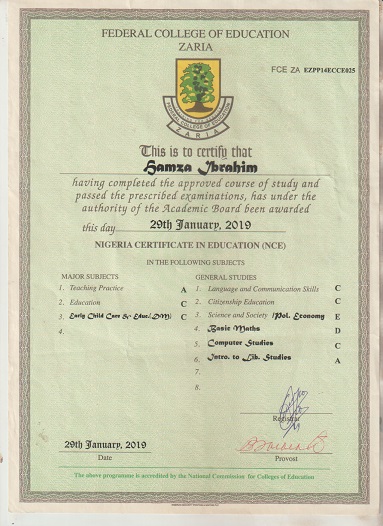 FEDERAL COLLEGE OF EDUCATION
ZARIA
FCE ZA EZPP14ECCE025
FEDERAL COLLEGE OF EDUCATION
ZARIA
This is to certify that
Hamza Ibrahim
having completed the approved course of study and
passed the prescribed examinations, has under the
authority of the Academic Board been awarded
this day 29th January, 2019
NIGERIA CERTIFICATE IN EDUCATION (NCE)
IN THE FOLLOWING SUBJECTS
MAJOR SUBJECTS
1. Teaching Practice A
2. Education C
3. Early Child Care & Educ.(DM) C
4.
GENERAL STUDIES
1. Language and Communication Skills C
2. Citizenship Education C
3. Science and Society /Pol. Economy E
4. Basic Maths D
5. Computer Studies C
6. Intro. to Lib. Studies A
7.
8.
Registrar
29th January, 2019
Date
Provost
The above programme is accredited by the National Commission for Colleges of Education